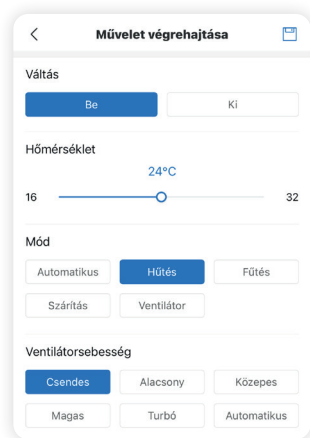 Művelet végrehajtása
Váltás
Be Ki
Hőmérséklet
24°C
16 32
Mód
Automatikus Hűtés Fűtés
Szárítás Ventilátor
Ventilátorsebesség
Csendes Alacsony Közepes
Magas Turbó Automatikus